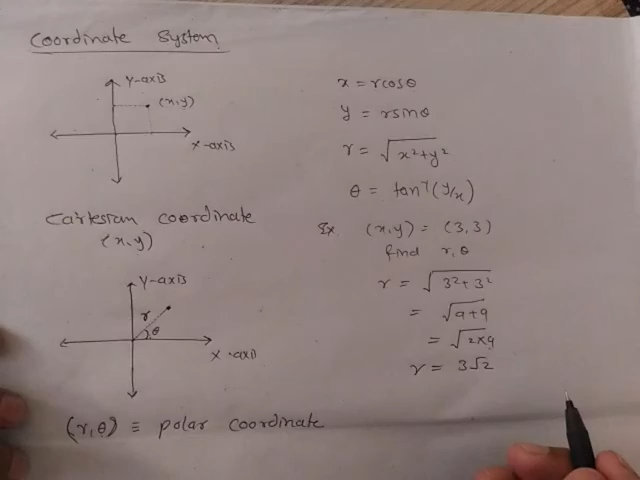 Coordinate System
Y-axis
(x,y)
X-axis
Cartesian coordinate
(x,y)
Y-axis
r
θ
X-axis
(r,θ) ≡ polar coordinate
x = rcosθ
y = rsinθ
r = √x²+y²
θ = tan⁻¹(y/x)
Ex (x,y) = (3,3)
find r,θ
r = √3²+3²
= √9+9
= √2×9
r = 3√2